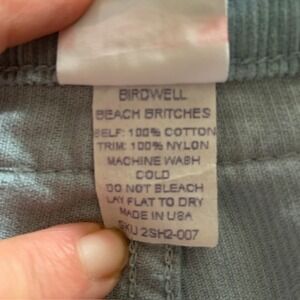 BIRDWELL
BEACH BRITCHES
SELF: 100% COTTON
TRIM: 100% NYLON
MACHINE WASH
COLD
DO NOT BLEACH
LAY FLAT TO DRY
MADE IN USA
SKU 2SH2-007